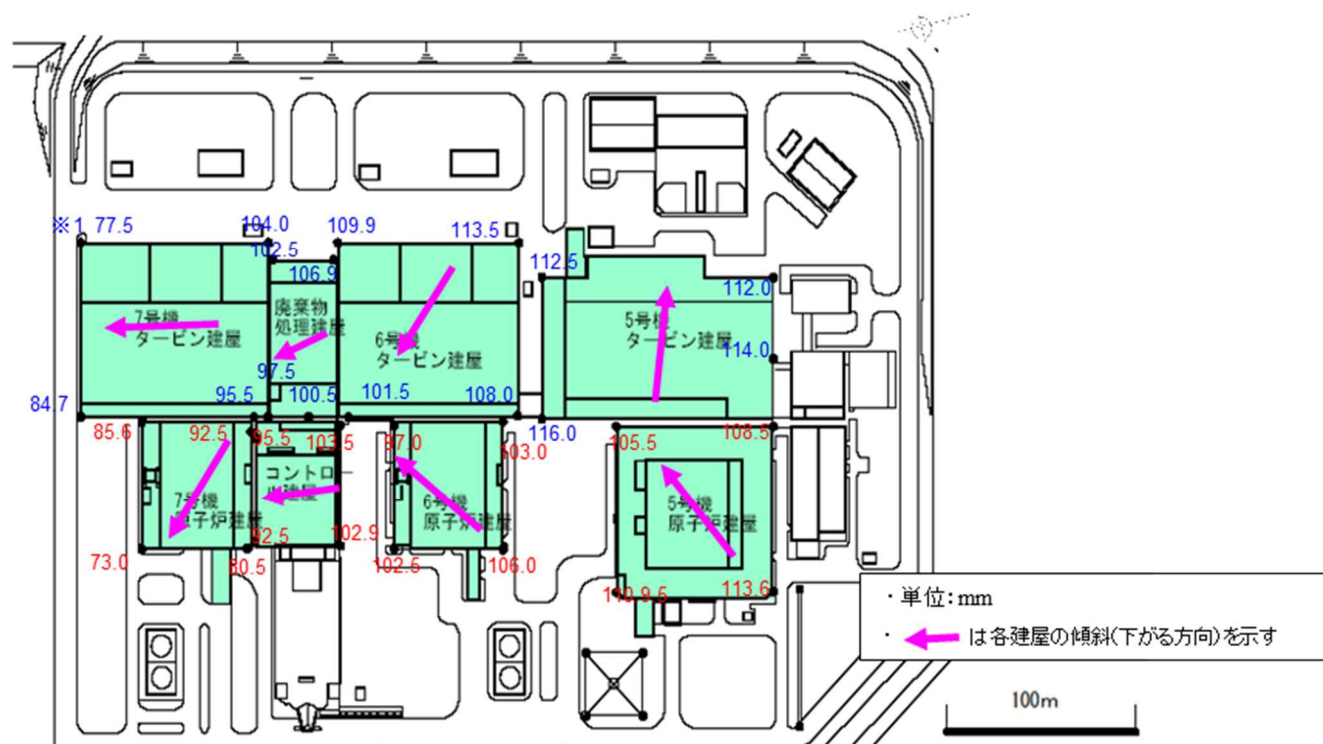 ※1 77.5
104.0
109.9
113.5
102.5
106.9
112.5
112.0
7号機
タービン建屋
廃棄物
処理建屋
6号機
タービン建屋
5号機
タービン建屋
114.0
97.5
84.7
95.5
100.5
101.5
108.0
116.0
85.6
92.5
95.5
103.5
97.0
103.0
105.5
108.5
コントロー
ル建屋
7号機
原子炉建屋
6号機
原子炉建屋
5号機
原子炉建屋
73.0
80.5
92.5
102.9
102.5
106.0
113.6
・単位:mm
・ は各建屋の傾斜(下がる方向)を示す
100m